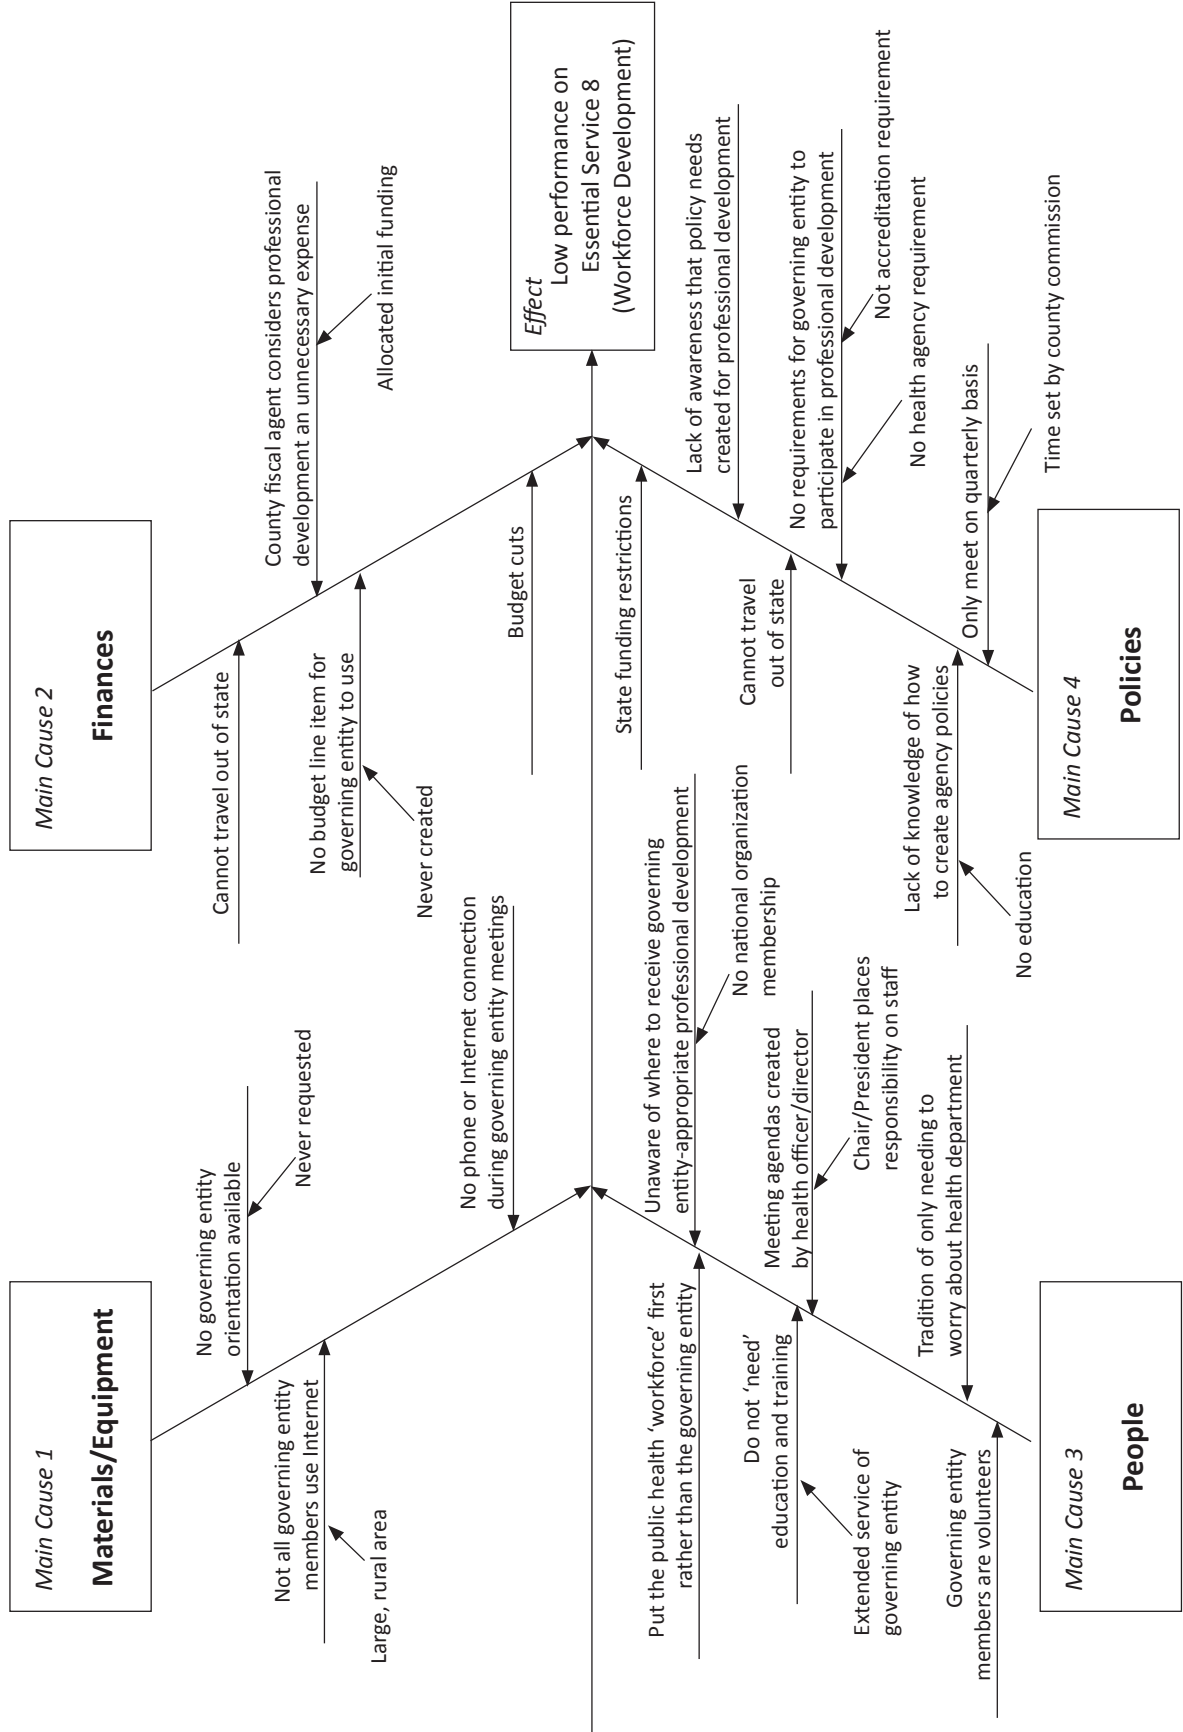 Main Cause 1
Materials/Equipment
No governing entity
orientation available
Never requested
Not all governing entity
members use Internet
Large, rural area
No phone or Internet connection
during governing entity meetings
Main Cause 2
Finances
Cannot travel out of state
County fiscal agent considers professional
development an unnecessary expense
Allocated initial funding
No budget line item for
governing entity to use
Never created
Budget cuts
Effect
Low performance on
Essential Service 8
(Workforce Development)
Main Cause 3
People
Unaware of where to receive governing
entity-appropriate professional development
No national organization
membership
Put the public health ‘workforce’ first
rather than the governing entity
Meeting agendas created
by health officer/director
Chair/President places
responsibility on staff
Do not ‘need’
education and training
Extended service of
governing entity
Tradition of only needing to
worry about health department
Governing entity
members are volunteers
Main Cause 4
Policies
State funding restrictions
Lack of awareness that policy needs
created for professional development
Cannot travel
out of state
No requirements for governing entity to
participate in professional development
Not accreditation requirement
No health agency requirement
Lack of knowledge of how
to create agency policies
No education
Only meet on quarterly basis
Time set by county commission